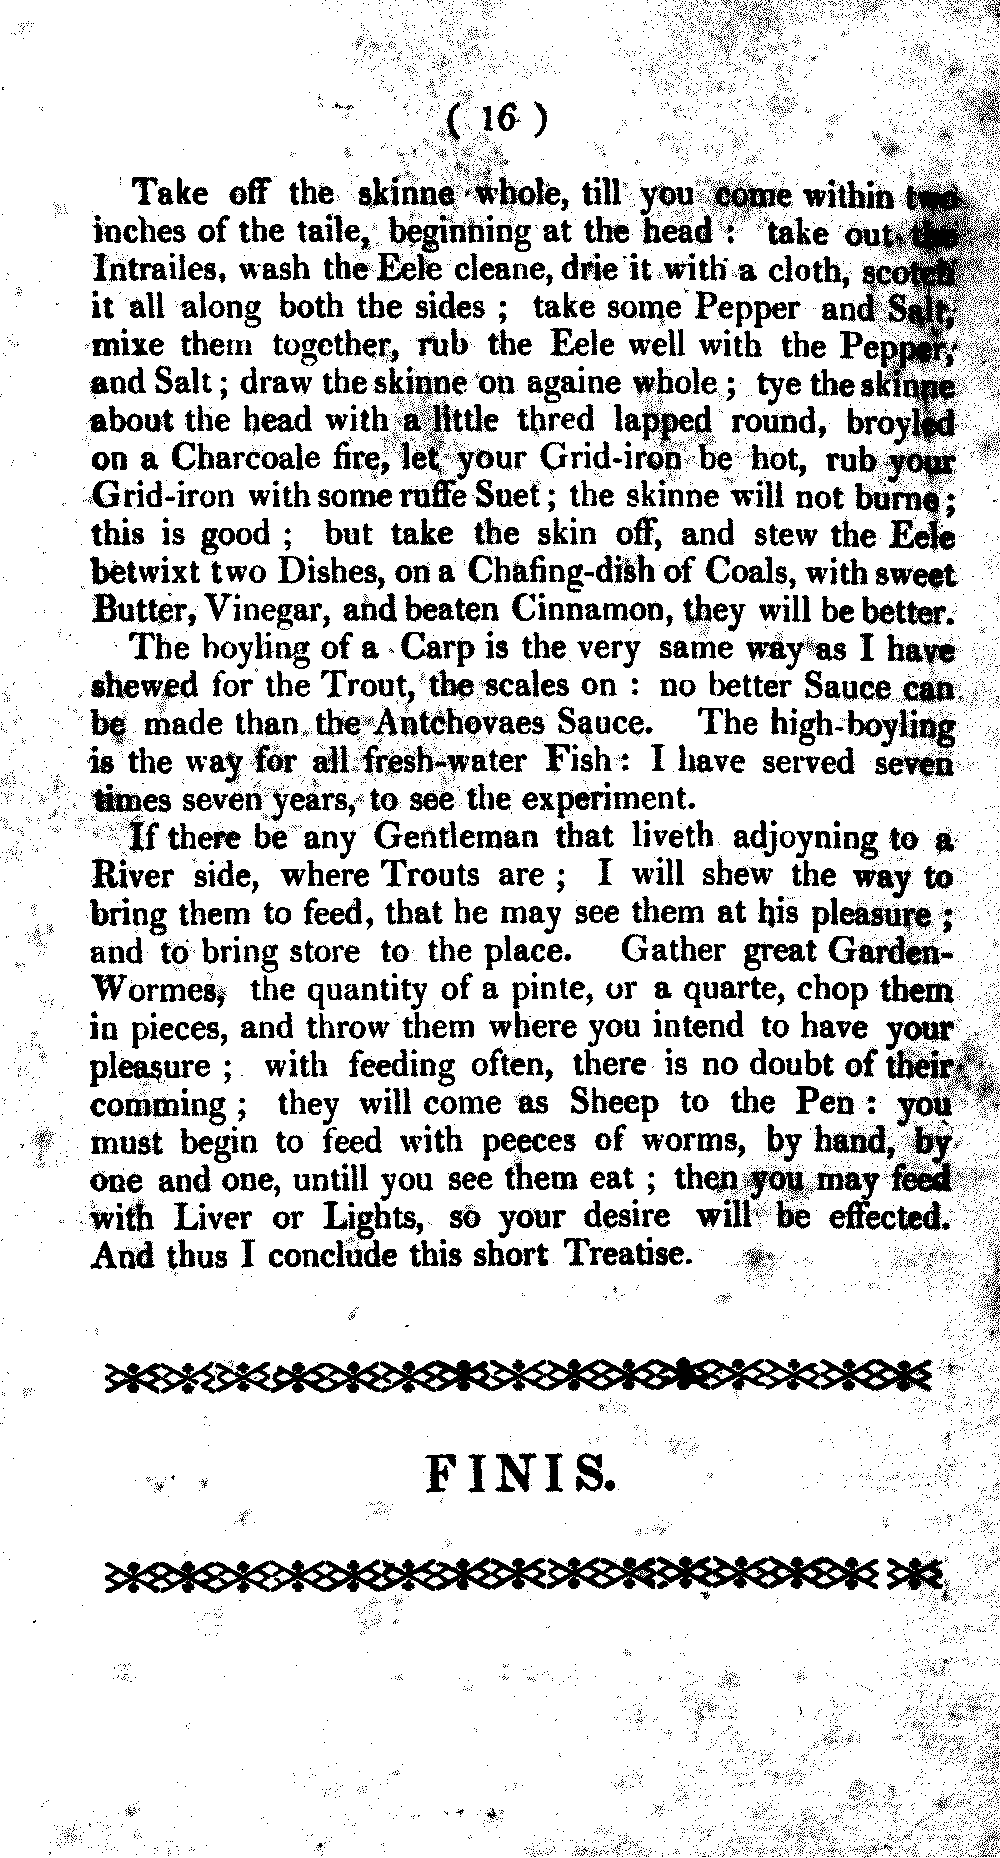 ( 16 )
Take off the skinne whole, till you come within two
inches of the taile, beginning at the head : take out the
Intrailes, wash the Eele cleane, drie it with a cloth, scotch
it all along both the sides ; take some Pepper and Salt,
mixe them together, rub the Eele well with the Pepper,
and Salt ; draw the skinne on againe whole ; tye the skinne
about the head with a little thred lapped round, broyled
on a Charcoale fire, let your Grid-iron be hot, rub your
Grid-iron with some ruffe Suet ; the skinne will not burne ;
this is good ; but take the skin off, and stew the Eele
betwixt two Dishes, on a Chafing-dish of Coals, with sweet
Butter, Vinegar, and beaten Cinnamon, they will be better.
The boyling of a Carp is the very same way as I have
shewed for the Trout, the scales on : no better Sauce can
be made than the Antchovaes Sauce. The high-boyling
is the way for all fresh-water Fish : I have served seven
times seven years, to see the experiment.
If there be any Gentleman that liveth adjoyning to a
River side, where Trouts are ; I will shew the way to
bring them to feed, that he may see them at his pleasure ;
and to bring store to the place. Gather great Garden-
Wormes, the quantity of a pinte, or a quarte, chop them
in pieces, and throw them where you intend to have your
pleasure ; with feeding often, there is no doubt of their
comming ; they will come as Sheep to the Pen : you
must begin to feed with peeces of worms, by hand, by
one and one, untill you see them eat ; then you may feed
with Liver or Lights, so your desire will be effected.
And thus I conclude this short Treatise.
FINIS.